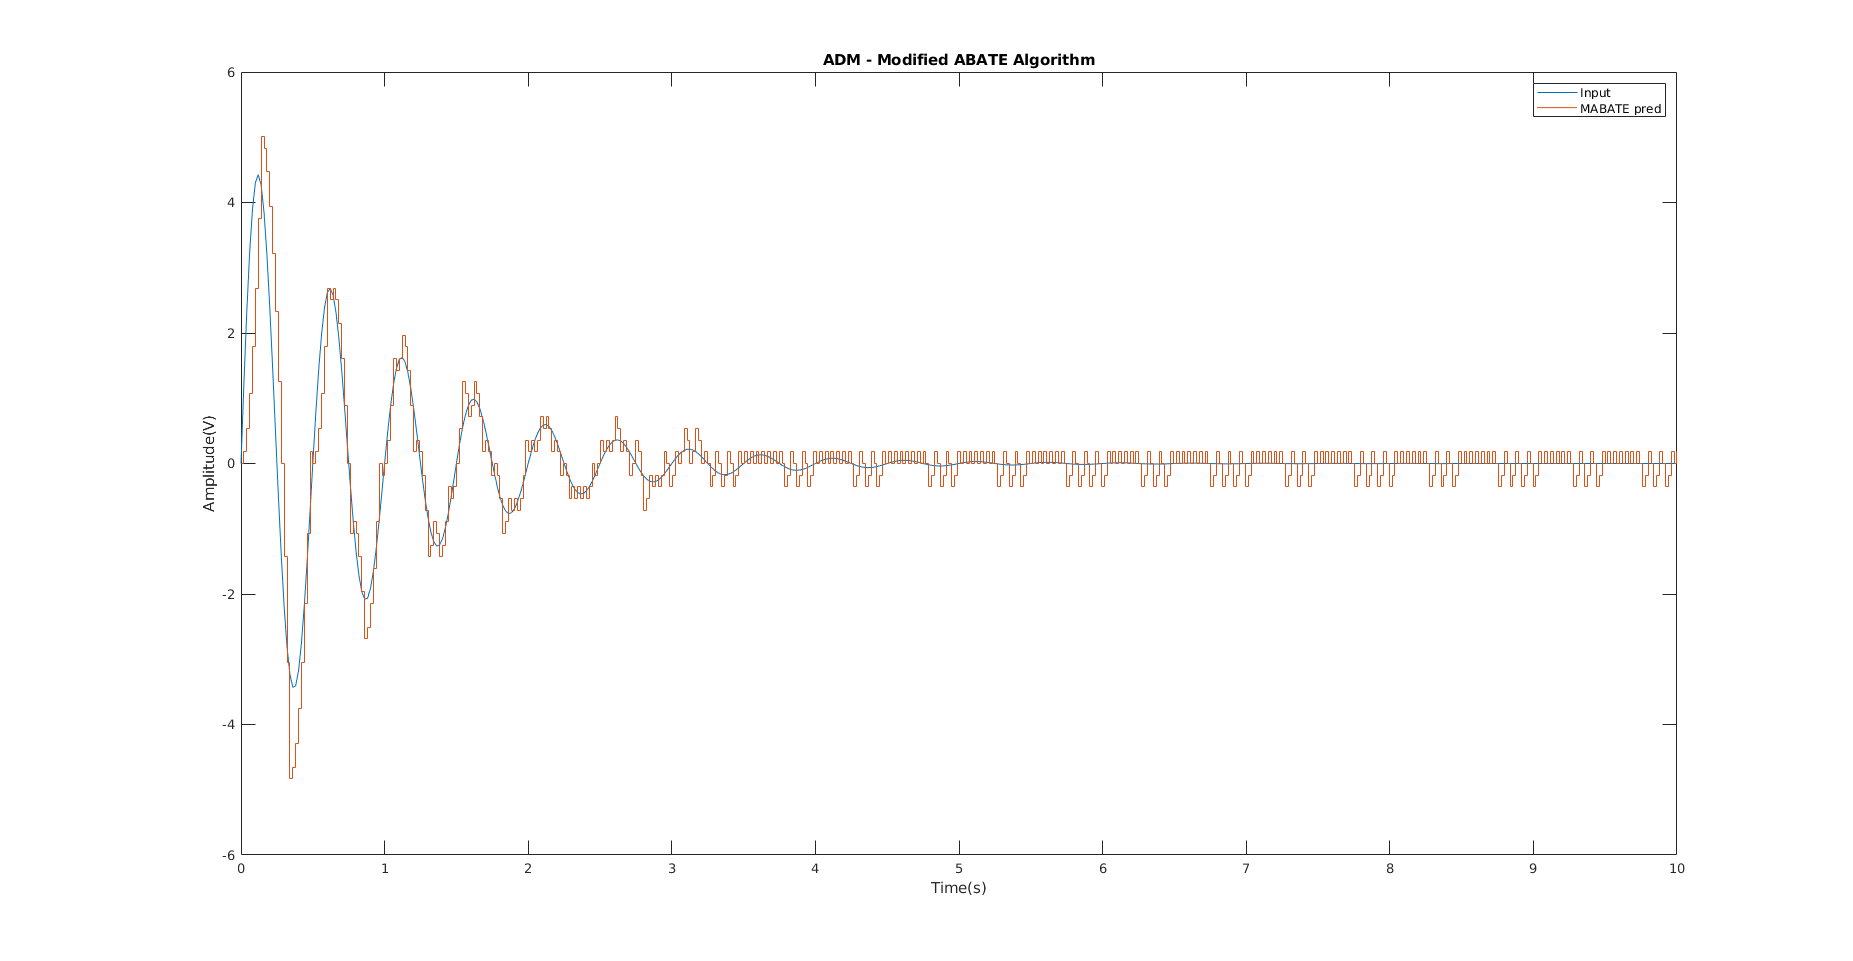 ADM - Modified ABATE Algorithm
Input
MABATE pred
6
4
2
0
-2
-4
-6
Amplitude(V)
0 1 2 3 4 5 6 7 8 9 10
Time(s)